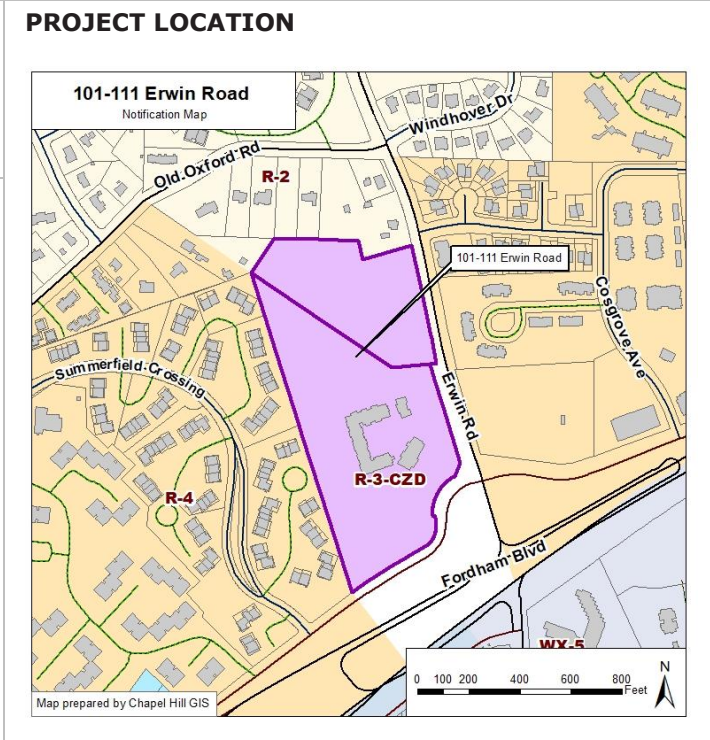 PROJECT LOCATION
101-111 Erwin Road
Notification Map
Windhover Dr
Old Oxford Rd
R-2
101-111 Erwin Road
Cosgrove Ave
Summerfield Crossing
Erwin Rd
R-3-CZD
R-4
Fordham Blvd
WX-5
0 100 200 400 600 800
Feet
N
Map prepared by Chapel Hill GIS